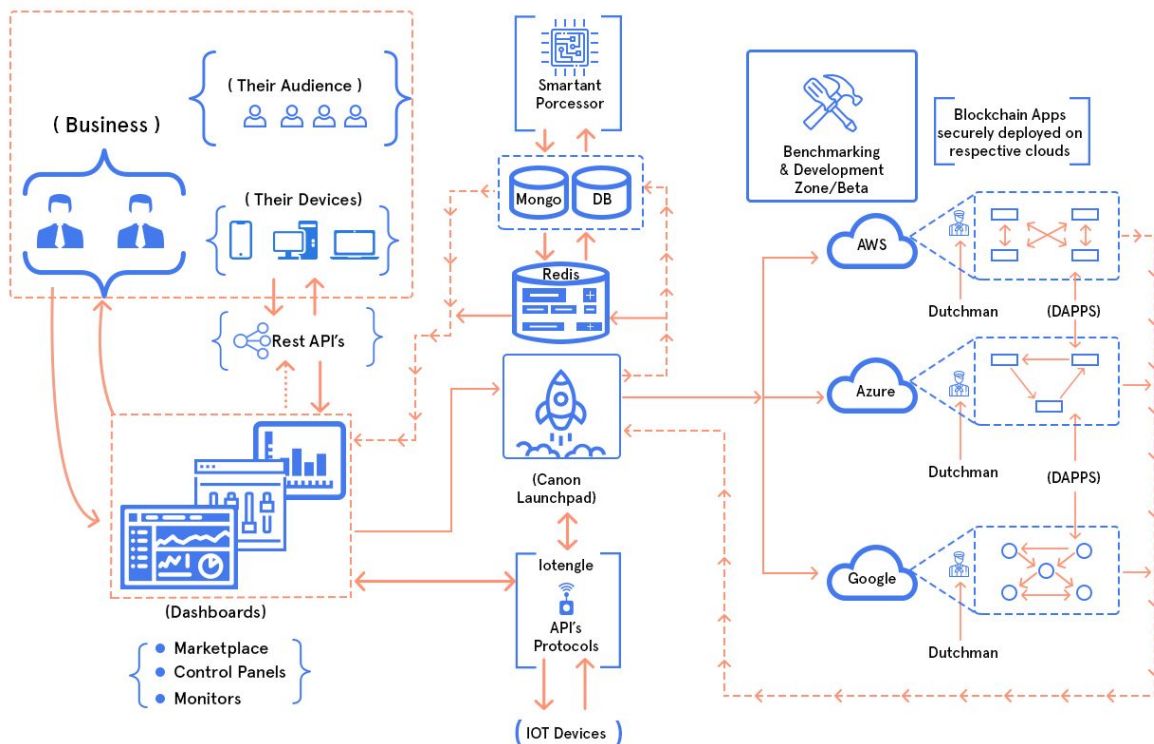 ( Their Audience )
( Business )
(Their Devices)
Rest API's
(Dashboards)
Marketplace
Control Panels
Monitors
Smartant
Porcessor
Mongo
DB
Redis
(Canon
Launchpad)
Iotengle
API's
Protocols
(IOT Devices)
Benchmarking
& Development
Zone/Beta
Blockchain Apps
securely deployed on
respective clouds
AWS
Dutchman
(DAPPS)
Azure
Dutchman
(DAPPS)
Google
Dutchman